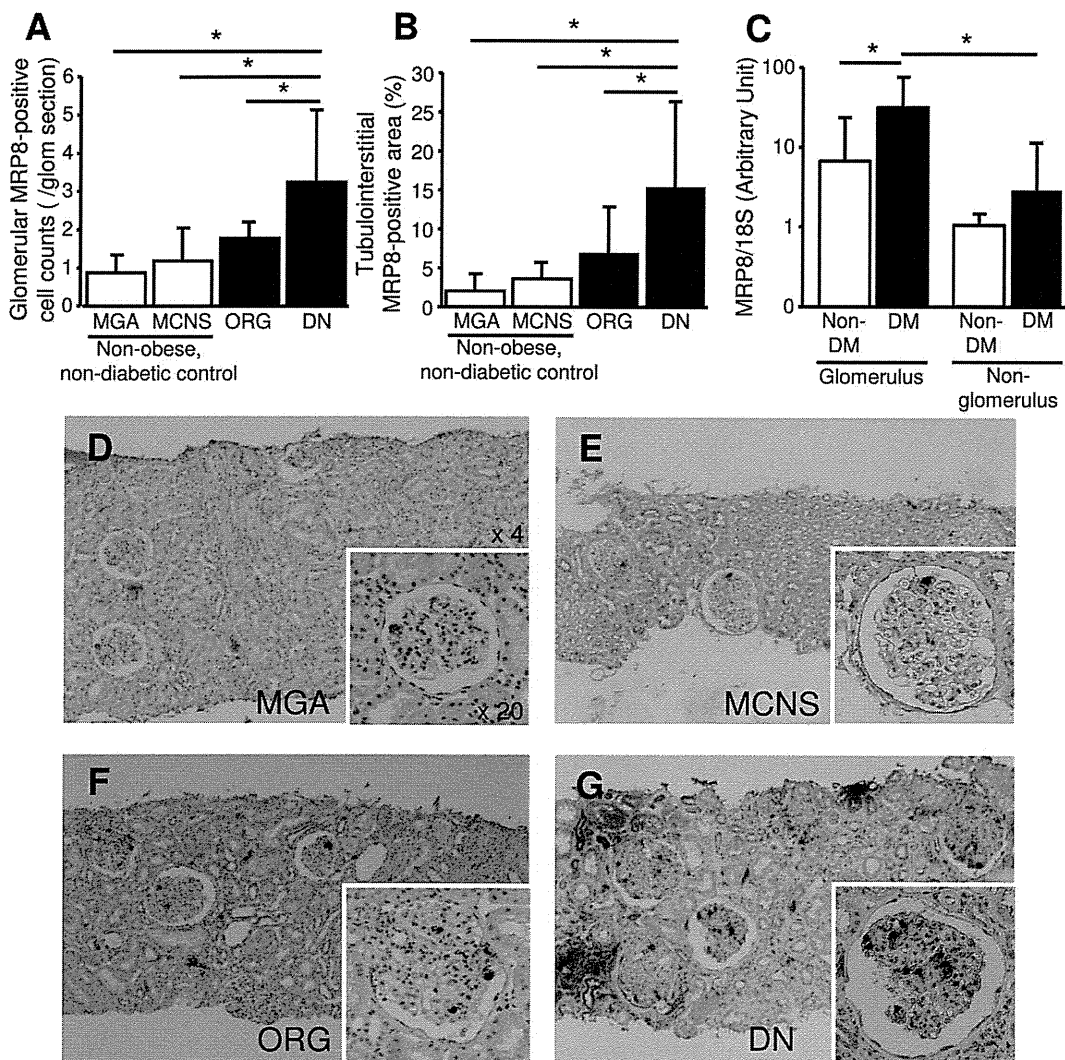 A
Glomerular MRP8-positive
cell counts ( /glom section)
6
5
4
3
2
1
0
*
*
*
MGA MCNS ORG DN
Non-obese,
non-diabetic control
B
Tubulointerstitial
MRP8-positive area (%)
30
25
20
15
10
5
0
*
*
*
MGA MCNS ORG DN
Non-obese,
non-diabetic control
C
MRP8/18S (Arbitrary Unit)
100
10
1
0
*
*
Non-
DM
DM
Non-
DM
DM
Glomerulus
Non-
glomerulus
D
x 4
MGA
x 20
E
MCNS
F
ORG
G
DN